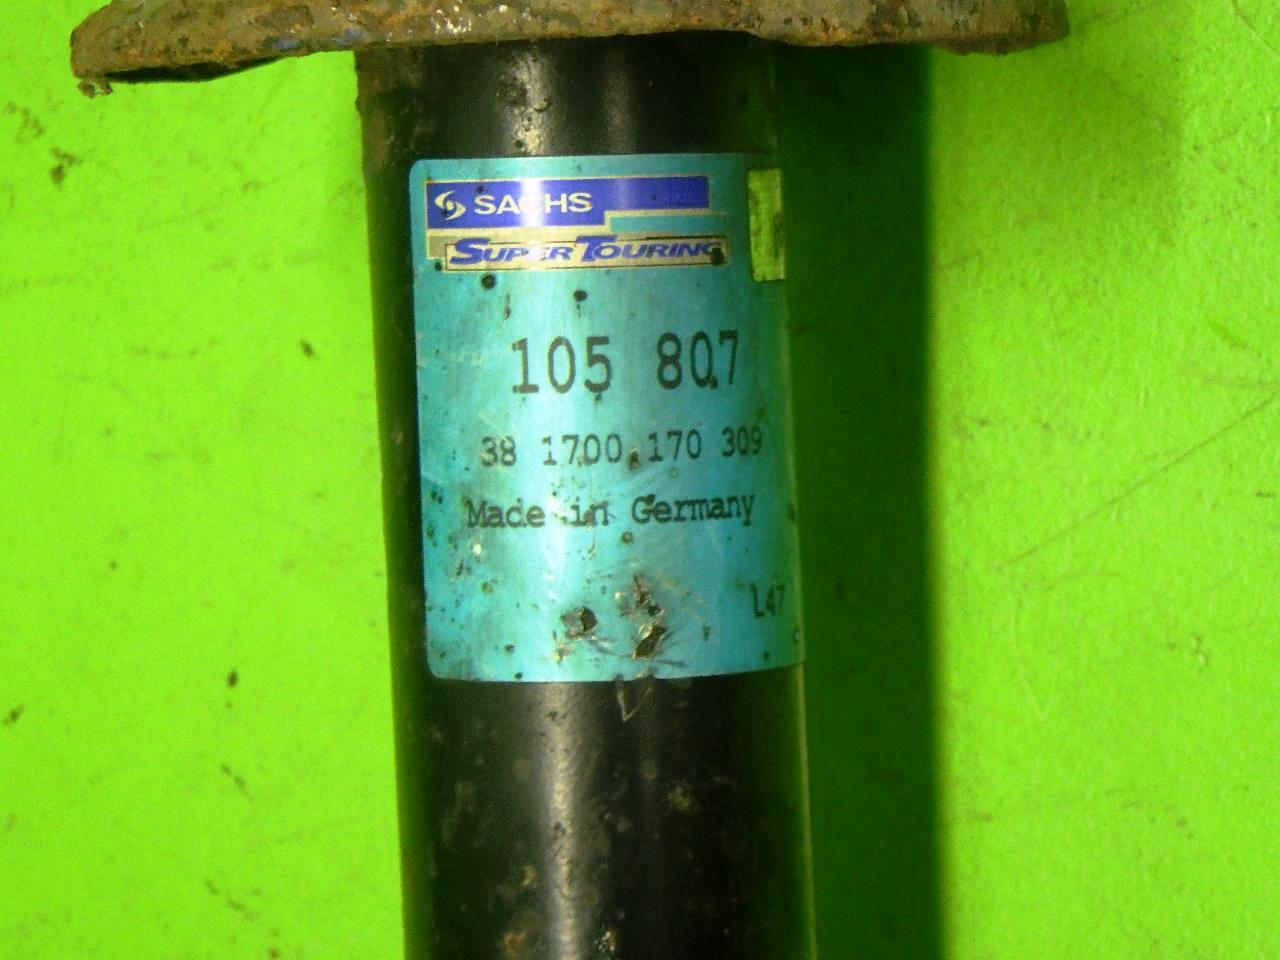 SACHS
SUPER TOURING
105 807
38 1700 170 309
Made in Germany
L47